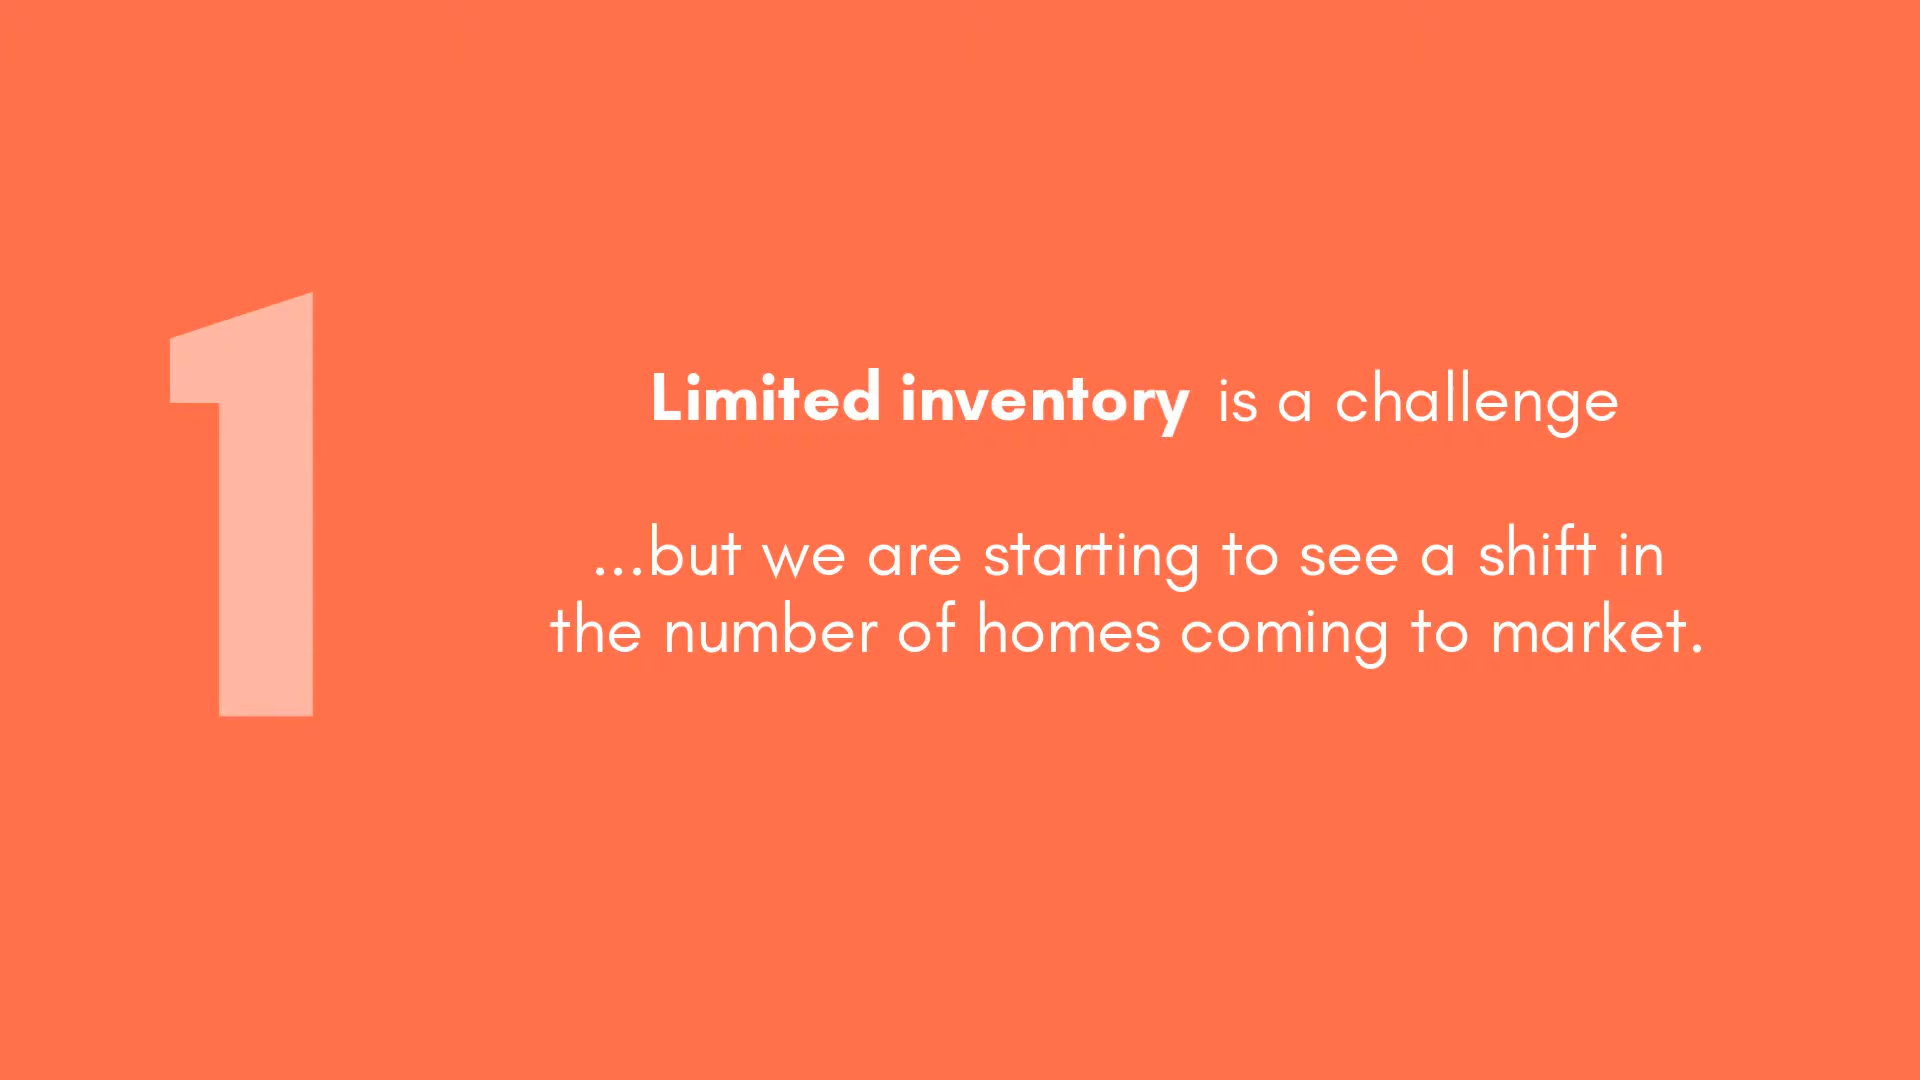 1
Limited inventory is a challenge
...but we are starting to see a shift in
the number of homes coming to market.